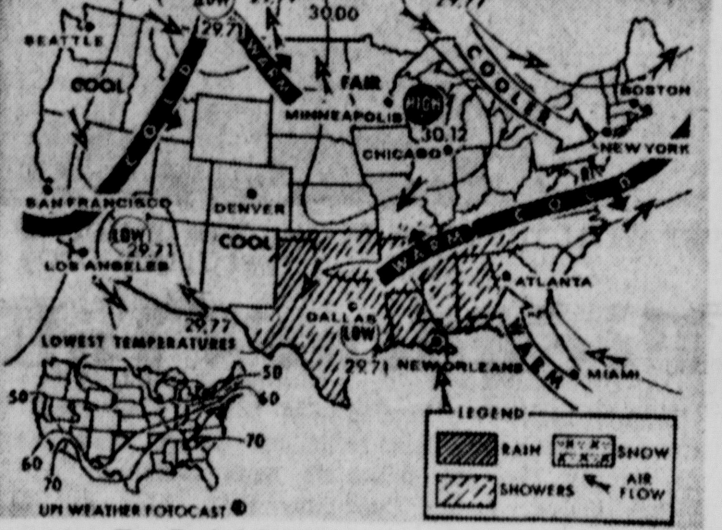 LOW
29.71
30.00
29.77
SEATTLE
COLD
WARM
COOL
FAIR
COOLER
MINNEAPOLIS
HIGH
30.12
CHICAGO
BOSTON
NEW YORK
SAN FRANCISCO
DENVER
COOL
LOW
29.71
LOS ANGELES
WARM COLD
ATLANTA
DALLAS
LOW
29.71
NEW ORLEANS
WARM
MIAMI
29.77
LOWEST TEMPERATURES
50
60
70
50
60
70
LEGEND
RAIN
SNOW
SHOWERS
AIR
FLOW
UPI WEATHER FOTOCAST